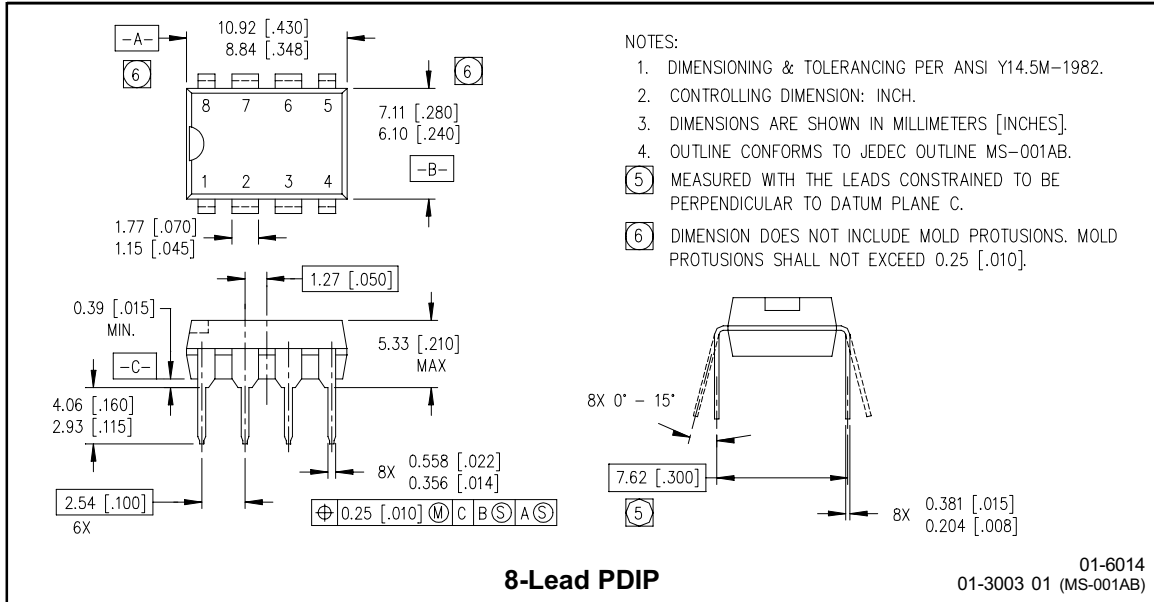 -A-
10.92 [.430]
8.84 [.348]
6
6
8 7 6 5
1 2 3 4
7.11 [.280]
6.10 [.240]
-B-
1.77 [.070]
1.15 [.045]
1.27 [.050]
0.39 [.015]
MIN.
-C-
5.33 [.210]
MAX
4.06 [.160]
2.93 [.115]
8X 0.558 [.022]
0.356 [.014]
2.54 [.100]
6X
⌖ 0.25 [.010] Ⓜ C B Ⓢ A Ⓢ
NOTES:
1. DIMENSIONING & TOLERANCING PER ANSI Y14.5M-1982.
2. CONTROLLING DIMENSION: INCH.
3. DIMENSIONS ARE SHOWN IN MILLIMETERS [INCHES].
4. OUTLINE CONFORMS TO JEDEC OUTLINE MS-001AB.
5 MEASURED WITH THE LEADS CONSTRAINED TO BE
PERPENDICULAR TO DATUM PLANE C.
6 DIMENSION DOES NOT INCLUDE MOLD PROTUSIONS. MOLD
PROTUSIONS SHALL NOT EXCEED 0.25 [.010].
8X 0° - 15°
7.62 [.300]
5
8X 0.381 [.015]
0.204 [.008]
8-Lead PDIP
01-6014
01-3003 01 (MS-001AB)